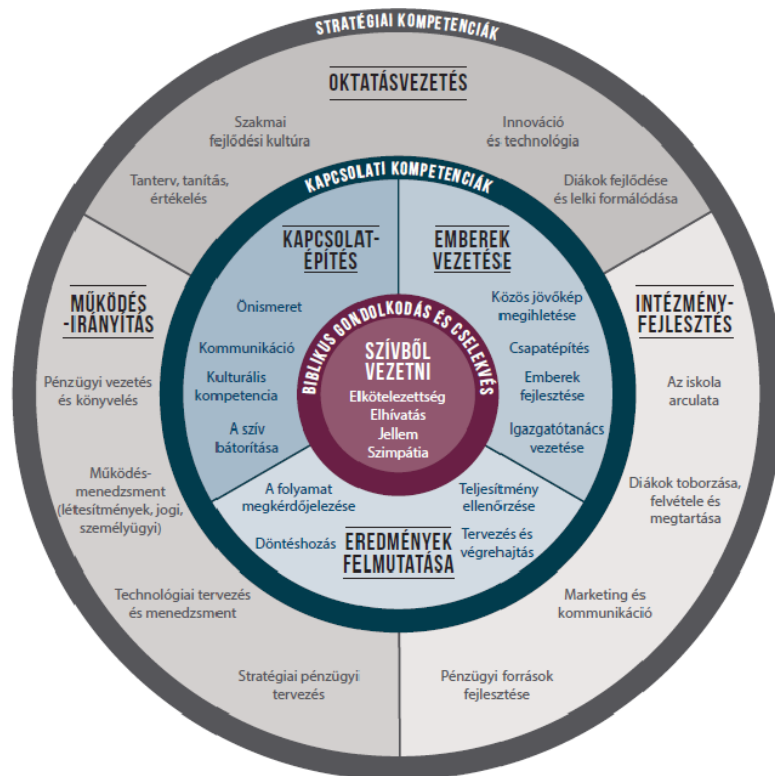 STRATÉGIAI KOMPETENCIÁK
OKTATÁSVEZETÉS
Szakmai
fejlődési kultúra
Innováció
és technológia
Tanterv, tanítás,
értékelés
Diákok fejlődése
és lelki formálódása
KAPCSOLATI KOMPETENCIÁK
KAPCSOLAT-
ÉPÍTÉS
Önismeret
Kommunikáció
Kulturális
kompetencia
A szív
bátorítása
EMBEREK
VEZETÉSE
Közös jövőkép
megihletése
Csapatépítés
Emberek
fejlesztése
Igazgatótanács
vezetése
BIBLIKUS GONDOLKODÁS ÉS CSELEKVÉS
SZÍVBŐL
VEZETNI
Elkötelezettség
Elhívatás
Jellem
Szimpátia
A folyamat
megkérdőjelezése
Teljesítmény
ellenőrzése
Döntéshozás
EREDMÉNYEK
FELMUTATÁSA
Tervezés és
végrehajtás
MŰKÖDÉS
-IRÁNYÍTÁS
Pénzügyi vezetés
és könyvelés
Működés-
menedzsment
(létesítmények, jogi,
személyügyi)
Technológiai tervezés
és menedzsment
Stratégiai pénzügyi
tervezés
INTÉZMÉNY-
FEJLESZTÉS
Az iskola
arculata
Diákok toborzása,
felvétele és
megtartása
Marketing és
kommunikáció
Pénzügyi források
fejlesztése